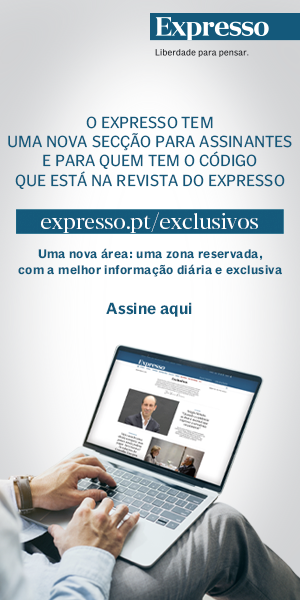 Expresso
Liberdade para pensar.
O EXPRESSO TEM
UMA NOVA SECÇÃO PARA ASSINANTES
E PARA QUEM TEM O CÓDIGO
QUE ESTÁ NA REVISTA DO EXPRESSO
expresso.pt/exclusivos
Uma nova área: uma zona reservada,
com a melhor informação diária e exclusiva
Assine aqui
Expresso
Exclusivos